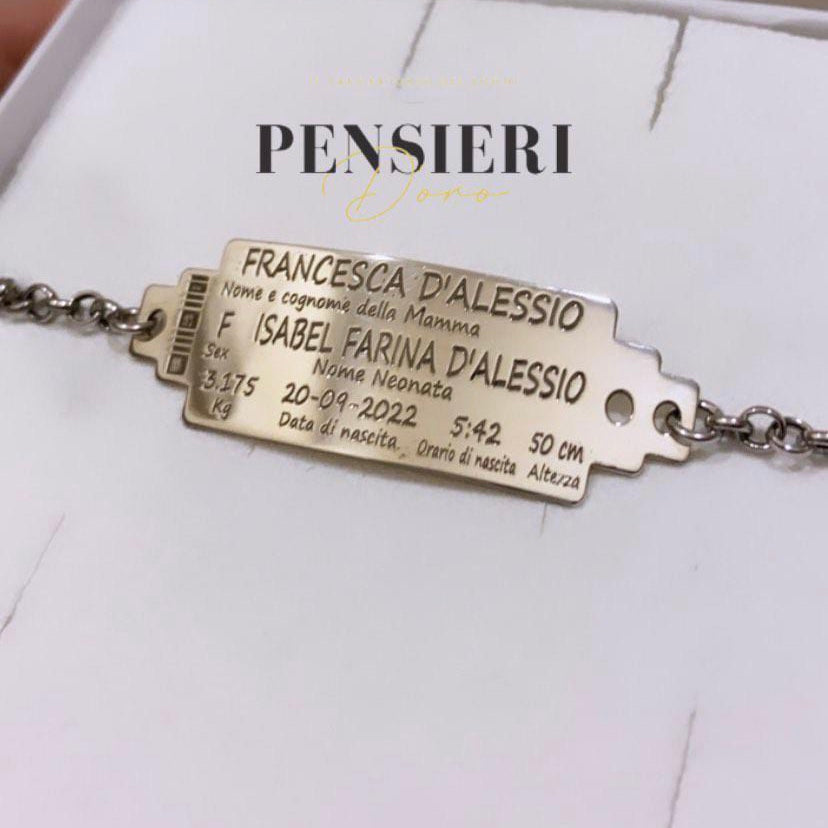 PENSIERI
Doro
FRANCESCA D'ALESSIO
Nome e cognome della Mamma
F ISABEL FARINA D'ALESSIO
Sex Nome Neonata
3.175 20-09-2022 5:42 50 cm
Kg Data di nascita Orario di nascita Altezza